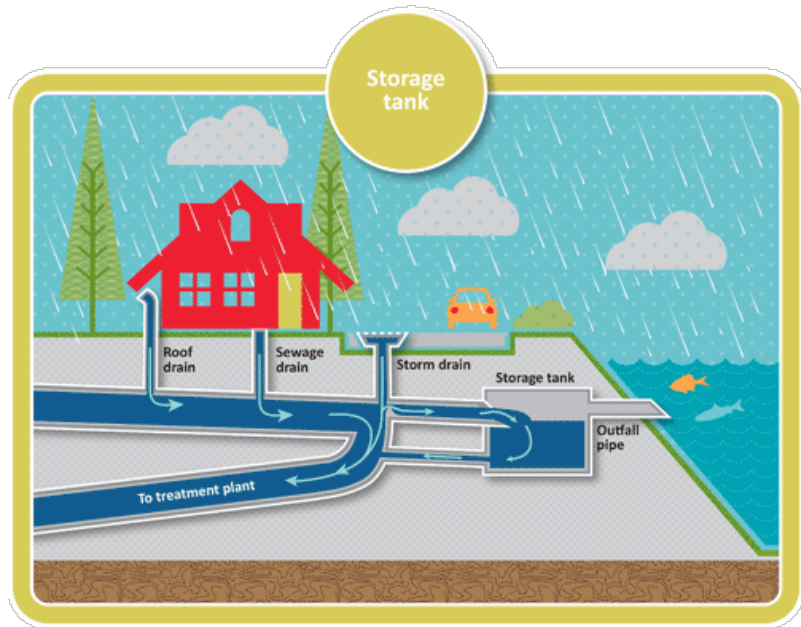 Storage
tank
Roof
drain
Sewage
drain
Storm drain
Storage tank
Outfall
pipe
To treatment plant